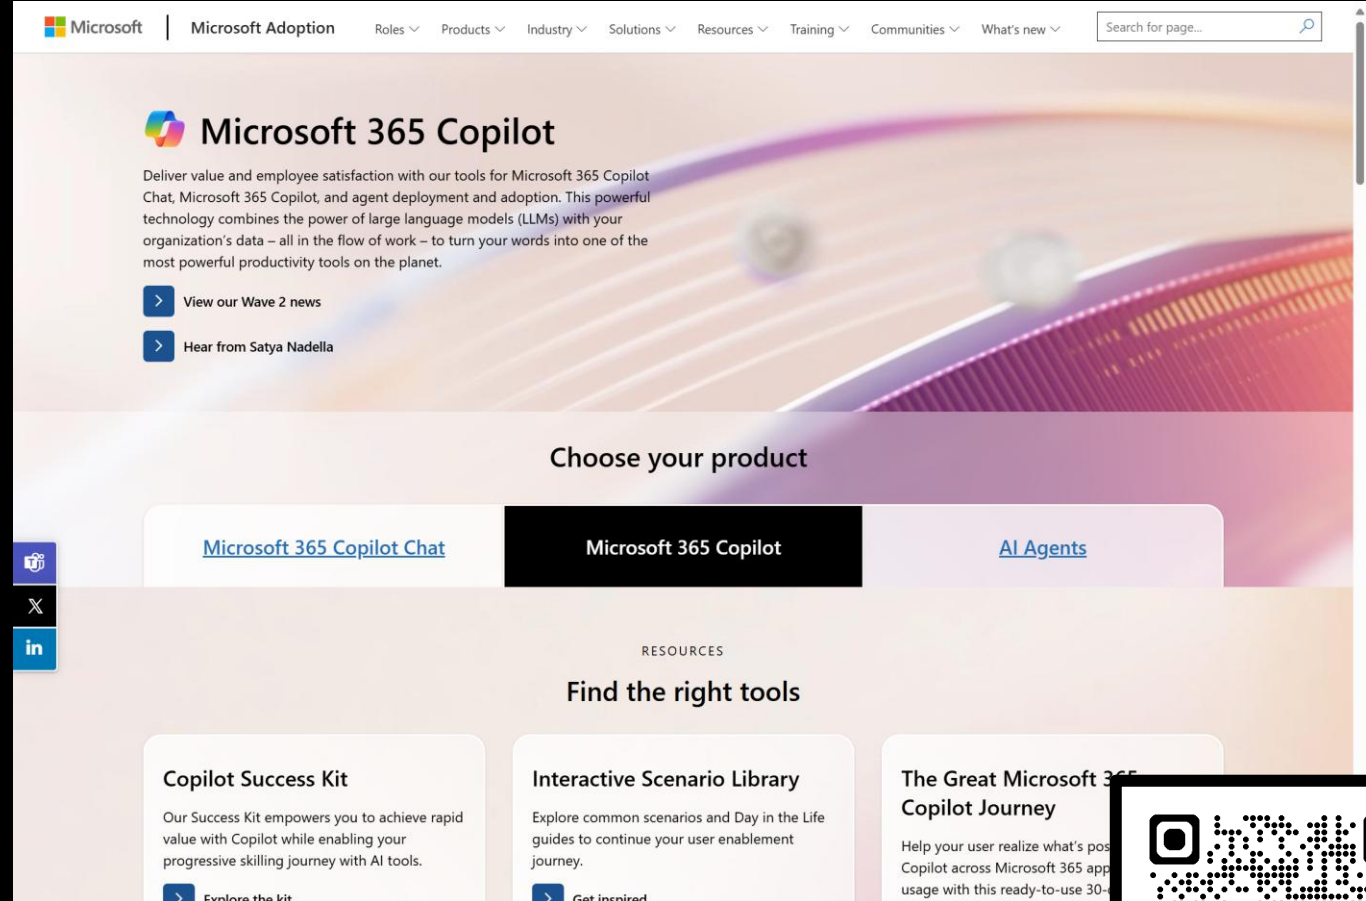 Microsoft
Microsoft Adoption
Roles
Products
Industry
Solutions
Resources
Training
Communities
What's new
Search for page...
Microsoft 365 Copilot
Deliver value and employee satisfaction with our tools for Microsoft 365 Copilot
Chat, Microsoft 365 Copilot, and agent deployment and adoption. This powerful
technology combines the power of large language models (LLMs) with your
organization's data – all in the flow of work – to turn your words into one of the
most powerful productivity tools on the planet.
View our Wave 2 news
Hear from Satya Nadella
Choose your product
Microsoft 365 Copilot Chat
Microsoft 365 Copilot
AI Agents
X
in
RESOURCES
Find the right tools
Copilot Success Kit
Our Success Kit empowers you to achieve rapid
value with Copilot while enabling your
progressive skilling journey with AI tools.
Explore the kit
Interactive Scenario Library
Explore common scenarios and Day in the Life
guides to continue your user enablement
journey.
Get inspired
The Great Microsoft 365
Copilot Journey
Help your user realize what's
Copilot across Microsoft 365
usage with this ready-to-use